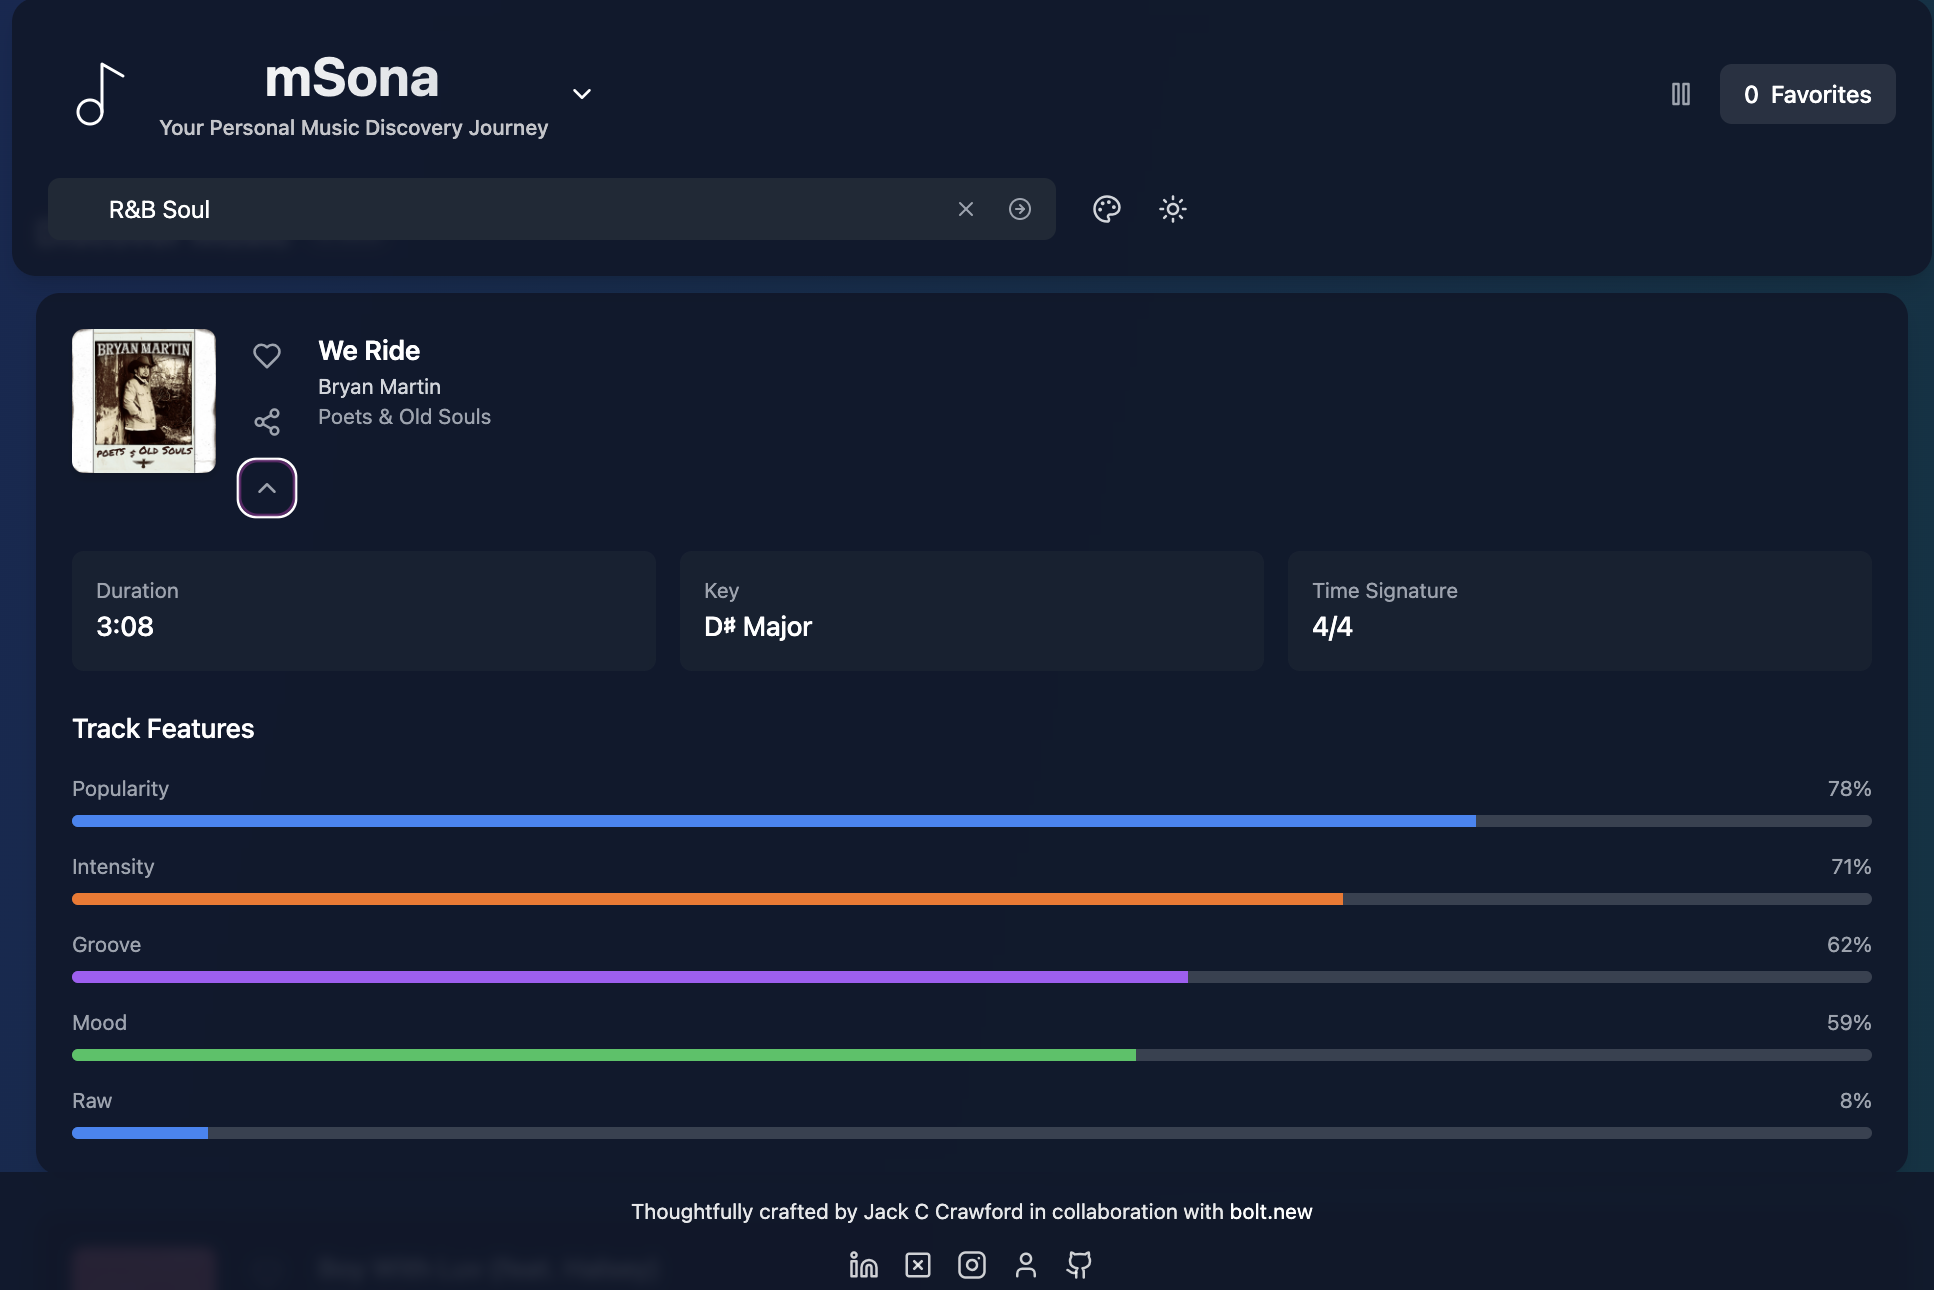 mSona
Your Personal Music Discovery Journey
0 Favorites
R&B Soul
BRYAN MARTIN
POETS & OLD SOULS
We Ride
Bryan Martin
Poets & Old Souls
Duration
3:08
Key
D# Major
Time Signature
4/4
Track Features
Popularity
78%
Intensity
71%
Groove
62%
Mood
59%
Raw
8%
Thoughtfully crafted by Jack C Crawford in collaboration with bolt.new